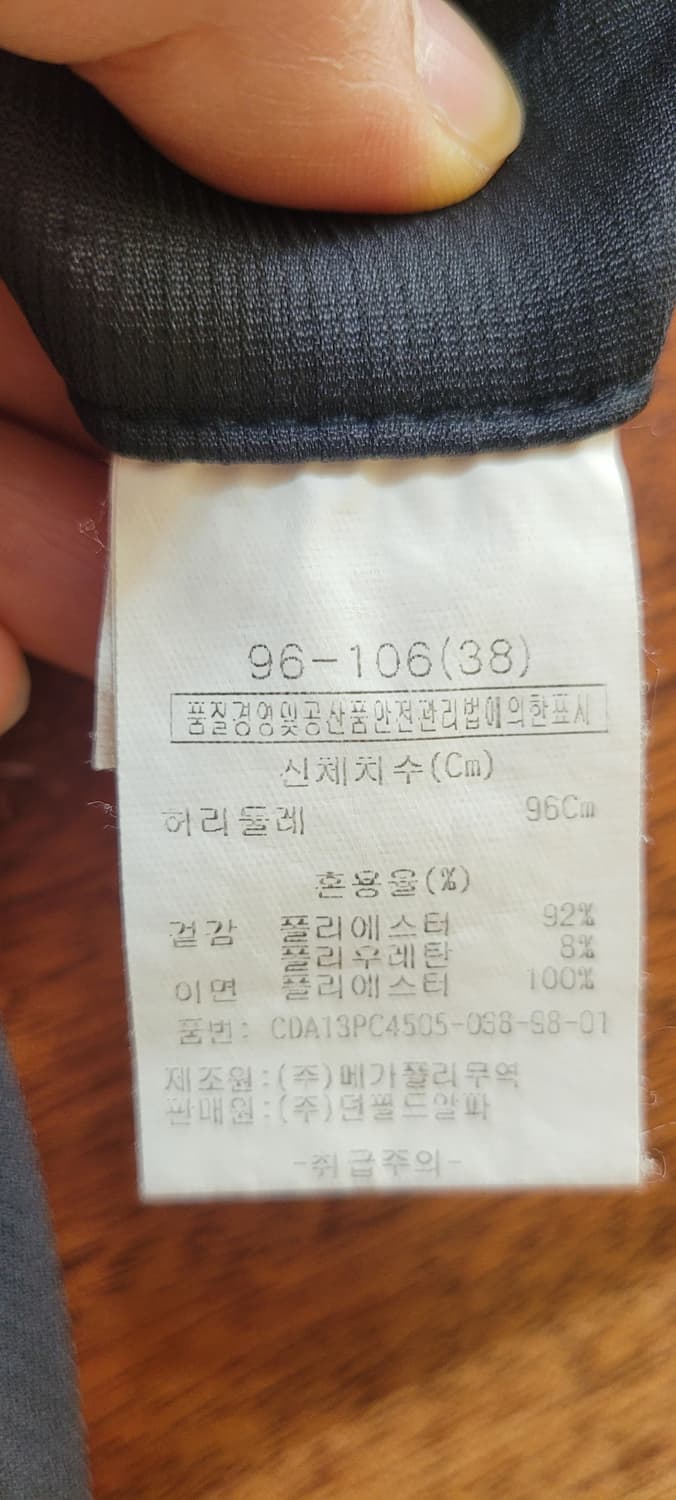 96-106(38)
품질경영및공산품안전관리법에의한표시
신체치수(Cm)
허리둘레 96Cm
혼용율(%)
겉감 폴리에스터 92%
폴리우레탄 8%
이면 폴리에스터 100%
품번:
제조원:(주)메가폴리무역
판매원:(주)던필드알파
-취급주의-